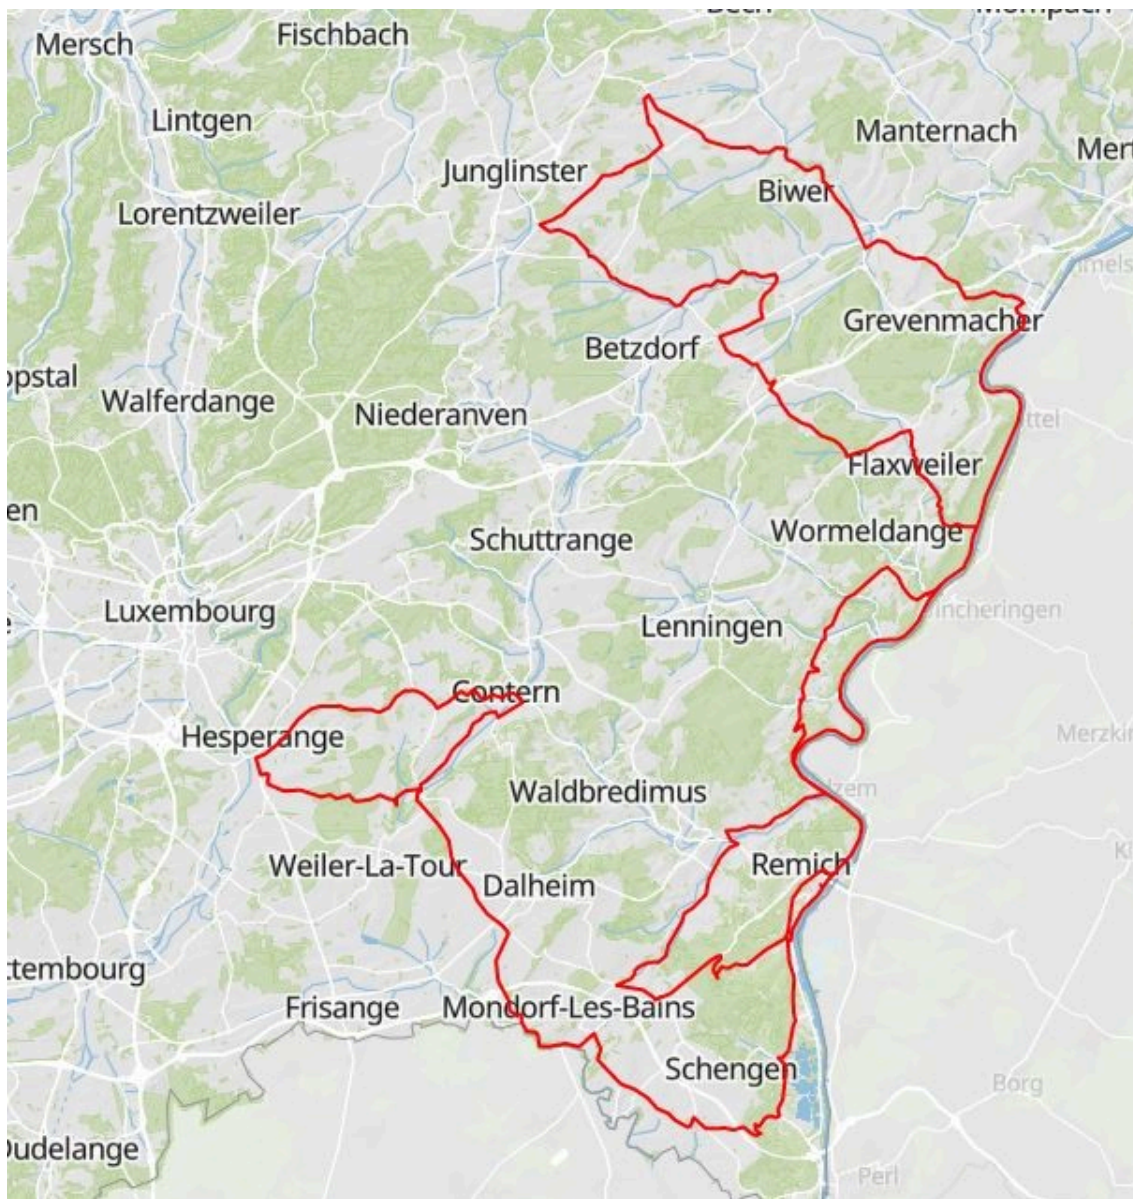 Mersch
Fischbach
Lintgen
Manternach
Junglinster
Biwer
Lorentzweiler
Grevenmacher
Betzdorf
Walferdange
Niederanven
Flaxweiler
Wormeldange
Schuttrange
Luxembourg
Lenningen
Contern
Hesperange
Waldbredimus
Remich
Weiler-La-Tour
Dalheim
Frisange
Mondorf-Les-Bains
Schengen
Borg
Perl